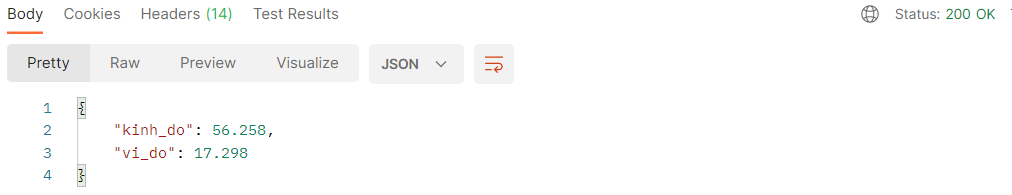 Body Cookies Headers (14) Test Results Status: 200 OK
Pretty Raw Preview Visualize JSON
1 {
2 "kinh_do": 56.258,
3 "vi_do": 17.298
4 }